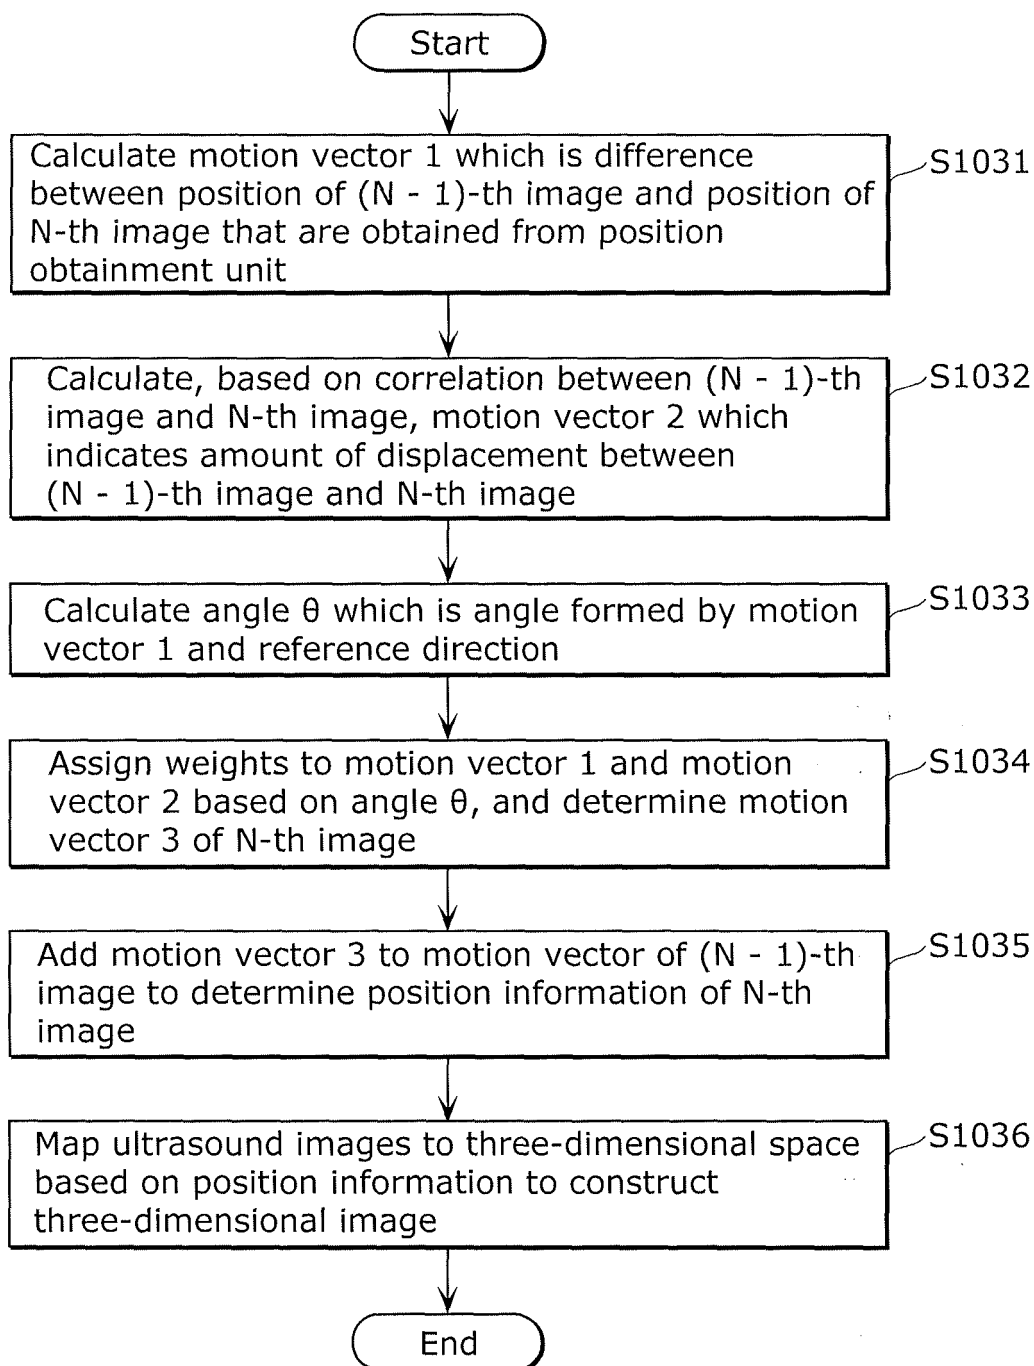 Start
Calculate motion vector 1 which is difference
between position of (N - 1)-th image and position of
N-th image that are obtained from position
obtainment unit
S1031
Calculate, based on correlation between (N - 1)-th
image and N-th image, motion vector 2 which
indicates amount of displacement between
(N - 1)-th image and N-th image
S1032
Calculate angle θ which is angle formed by motion
vector 1 and reference direction
S1033
Assign weights to motion vector 1 and motion
vector 2 based on angle θ, and determine motion
vector 3 of N-th image
S1034
Add motion vector 3 to motion vector of (N - 1)-th
image to determine position information of N-th
image
S1035
Map ultrasound images to three-dimensional space
based on position information to construct
three-dimensional image
S1036
End